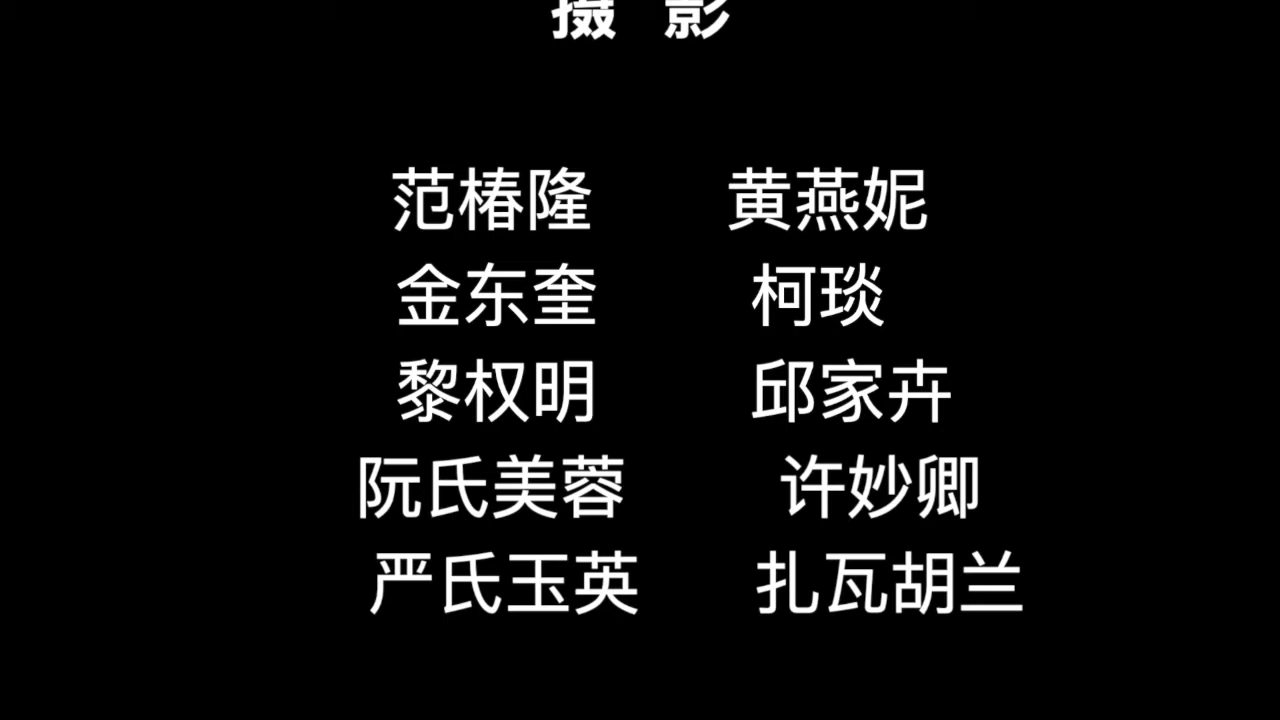 摄 影
范椿隆 黄燕妮
金东奎 柯琰
黎权明 邱家卉
阮氏美蓉 许妙卿
严氏玉英 扎瓦胡兰